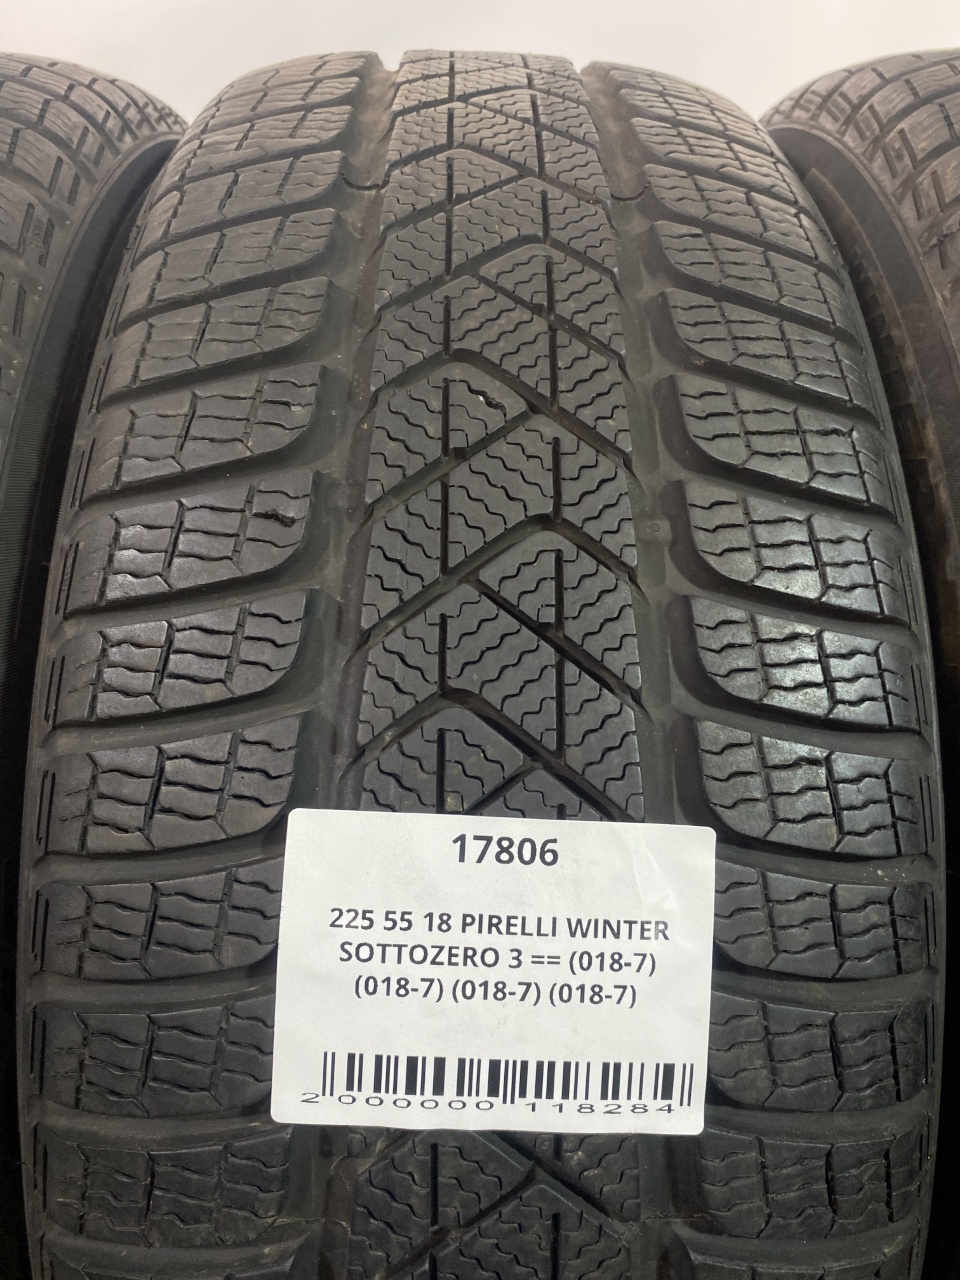 17806
225 55 18 PIRELLI WINTER
SOTTOZERO 3 == (018-7)
(018-7) (018-7) (018-7)
2 000000 118284